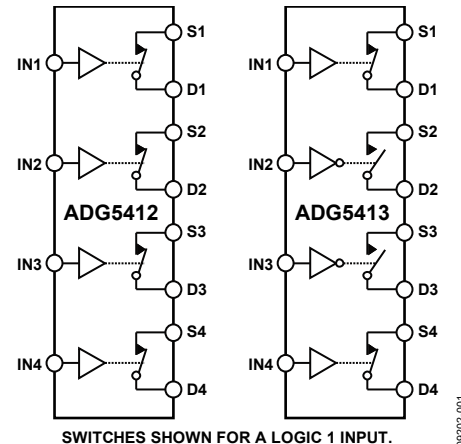 S1
IN1
D1
S2
IN2
D2
ADG5412
S3
IN3
D3
S4
IN4
D4
S1
IN1
D1
S2
IN2
D2
ADG5413
S3
IN3
D3
S4
IN4
D4
SWITCHES SHOWN FOR A LOGIC 1 INPUT.